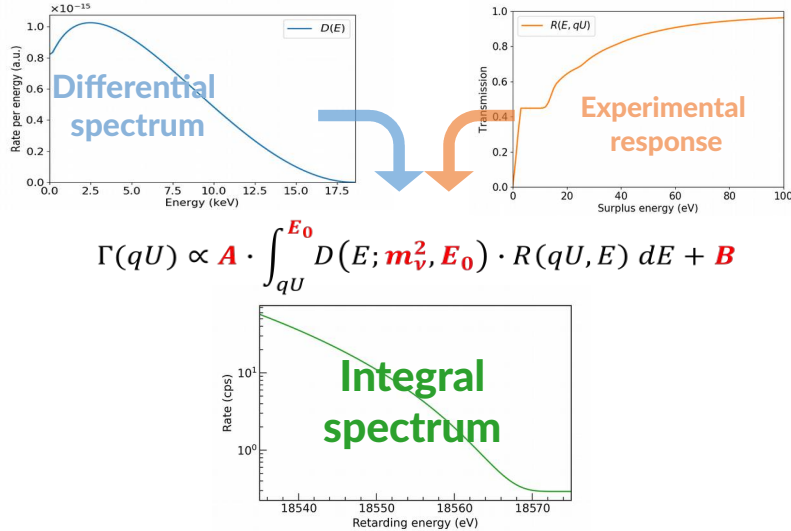 ×10⁻¹⁵
D(E)
1.0
0.8
0.6
0.4
0.2
0.0
Rate per energy (a.u.)
Differential
spectrum
0.0 2.5 5.0 7.5 10.0 12.5 15.0 17.5
Energy (keV)
R(E, qU)
1.0
0.8
0.6
0.4
0.2
0.0
Transmission
Experimental
response
0 20 40 60 80 100
Surplus energy (eV)
Γ(qU) ∝ A · ∫_{qU}^{E₀} D(E; m_ν², E₀) · R(qU, E) dE + B
Rate (cps)
10¹
10⁰
Integral
spectrum
18540 18550 18560 18570
Retarding energy (eV)